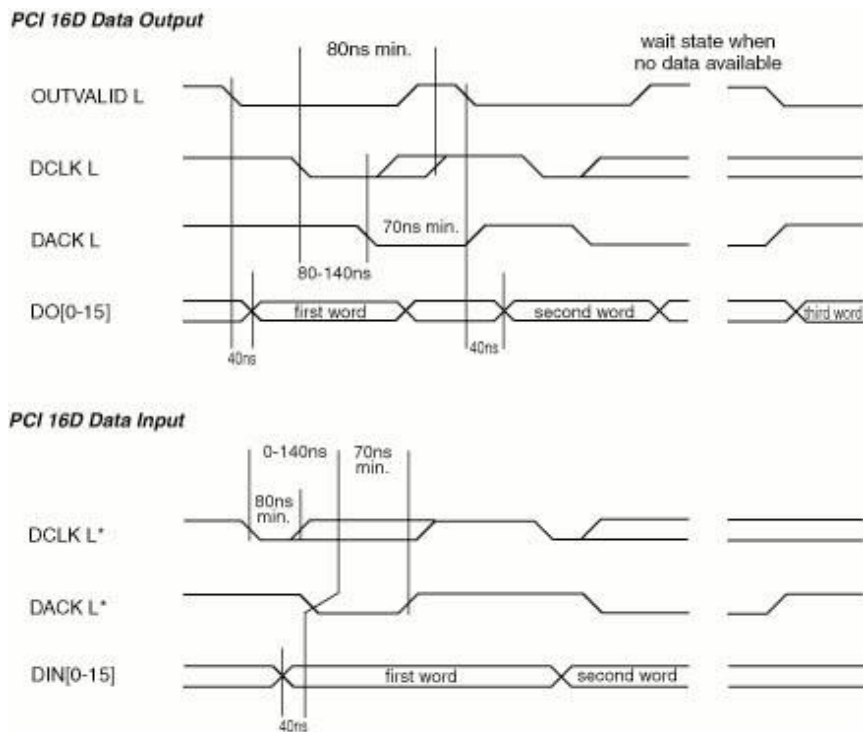 PCI 16D Data Output
80ns min.
wait state when
no data available
OUTVALID L
DCLK L
DACK L
70ns min.
80-140ns
DO[0-15]
first word
second word
third word
40ns
40ns
PCI 16D Data Input
0-140ns
70ns
min.
80ns
min.
DCLK L*
DACK L*
DIN[0-15]
first word
second word
40ns